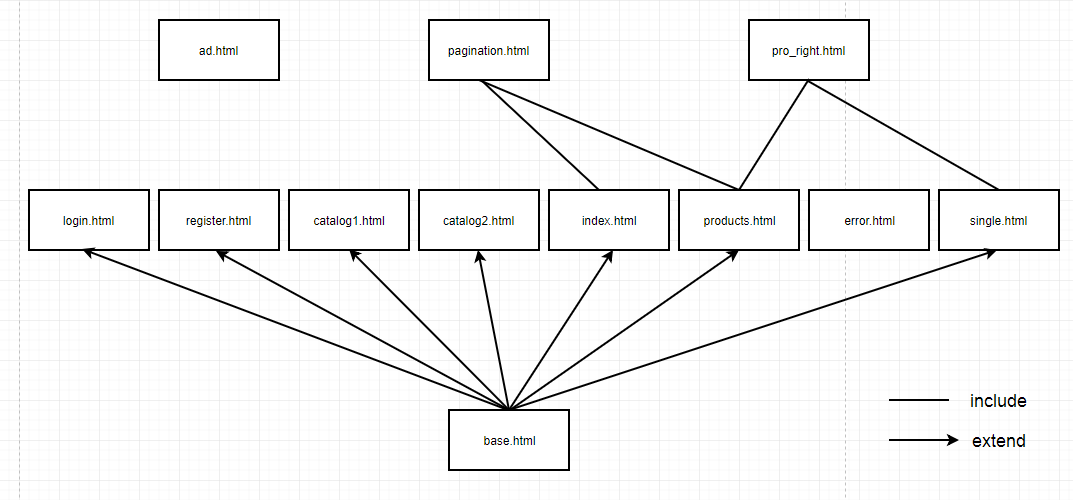 ad.html
pagination.html
pro_right.html
login.html
register.html
catalog1.html
catalog2.html
index.html
products.html
error.html
single.html
base.html
include
extend